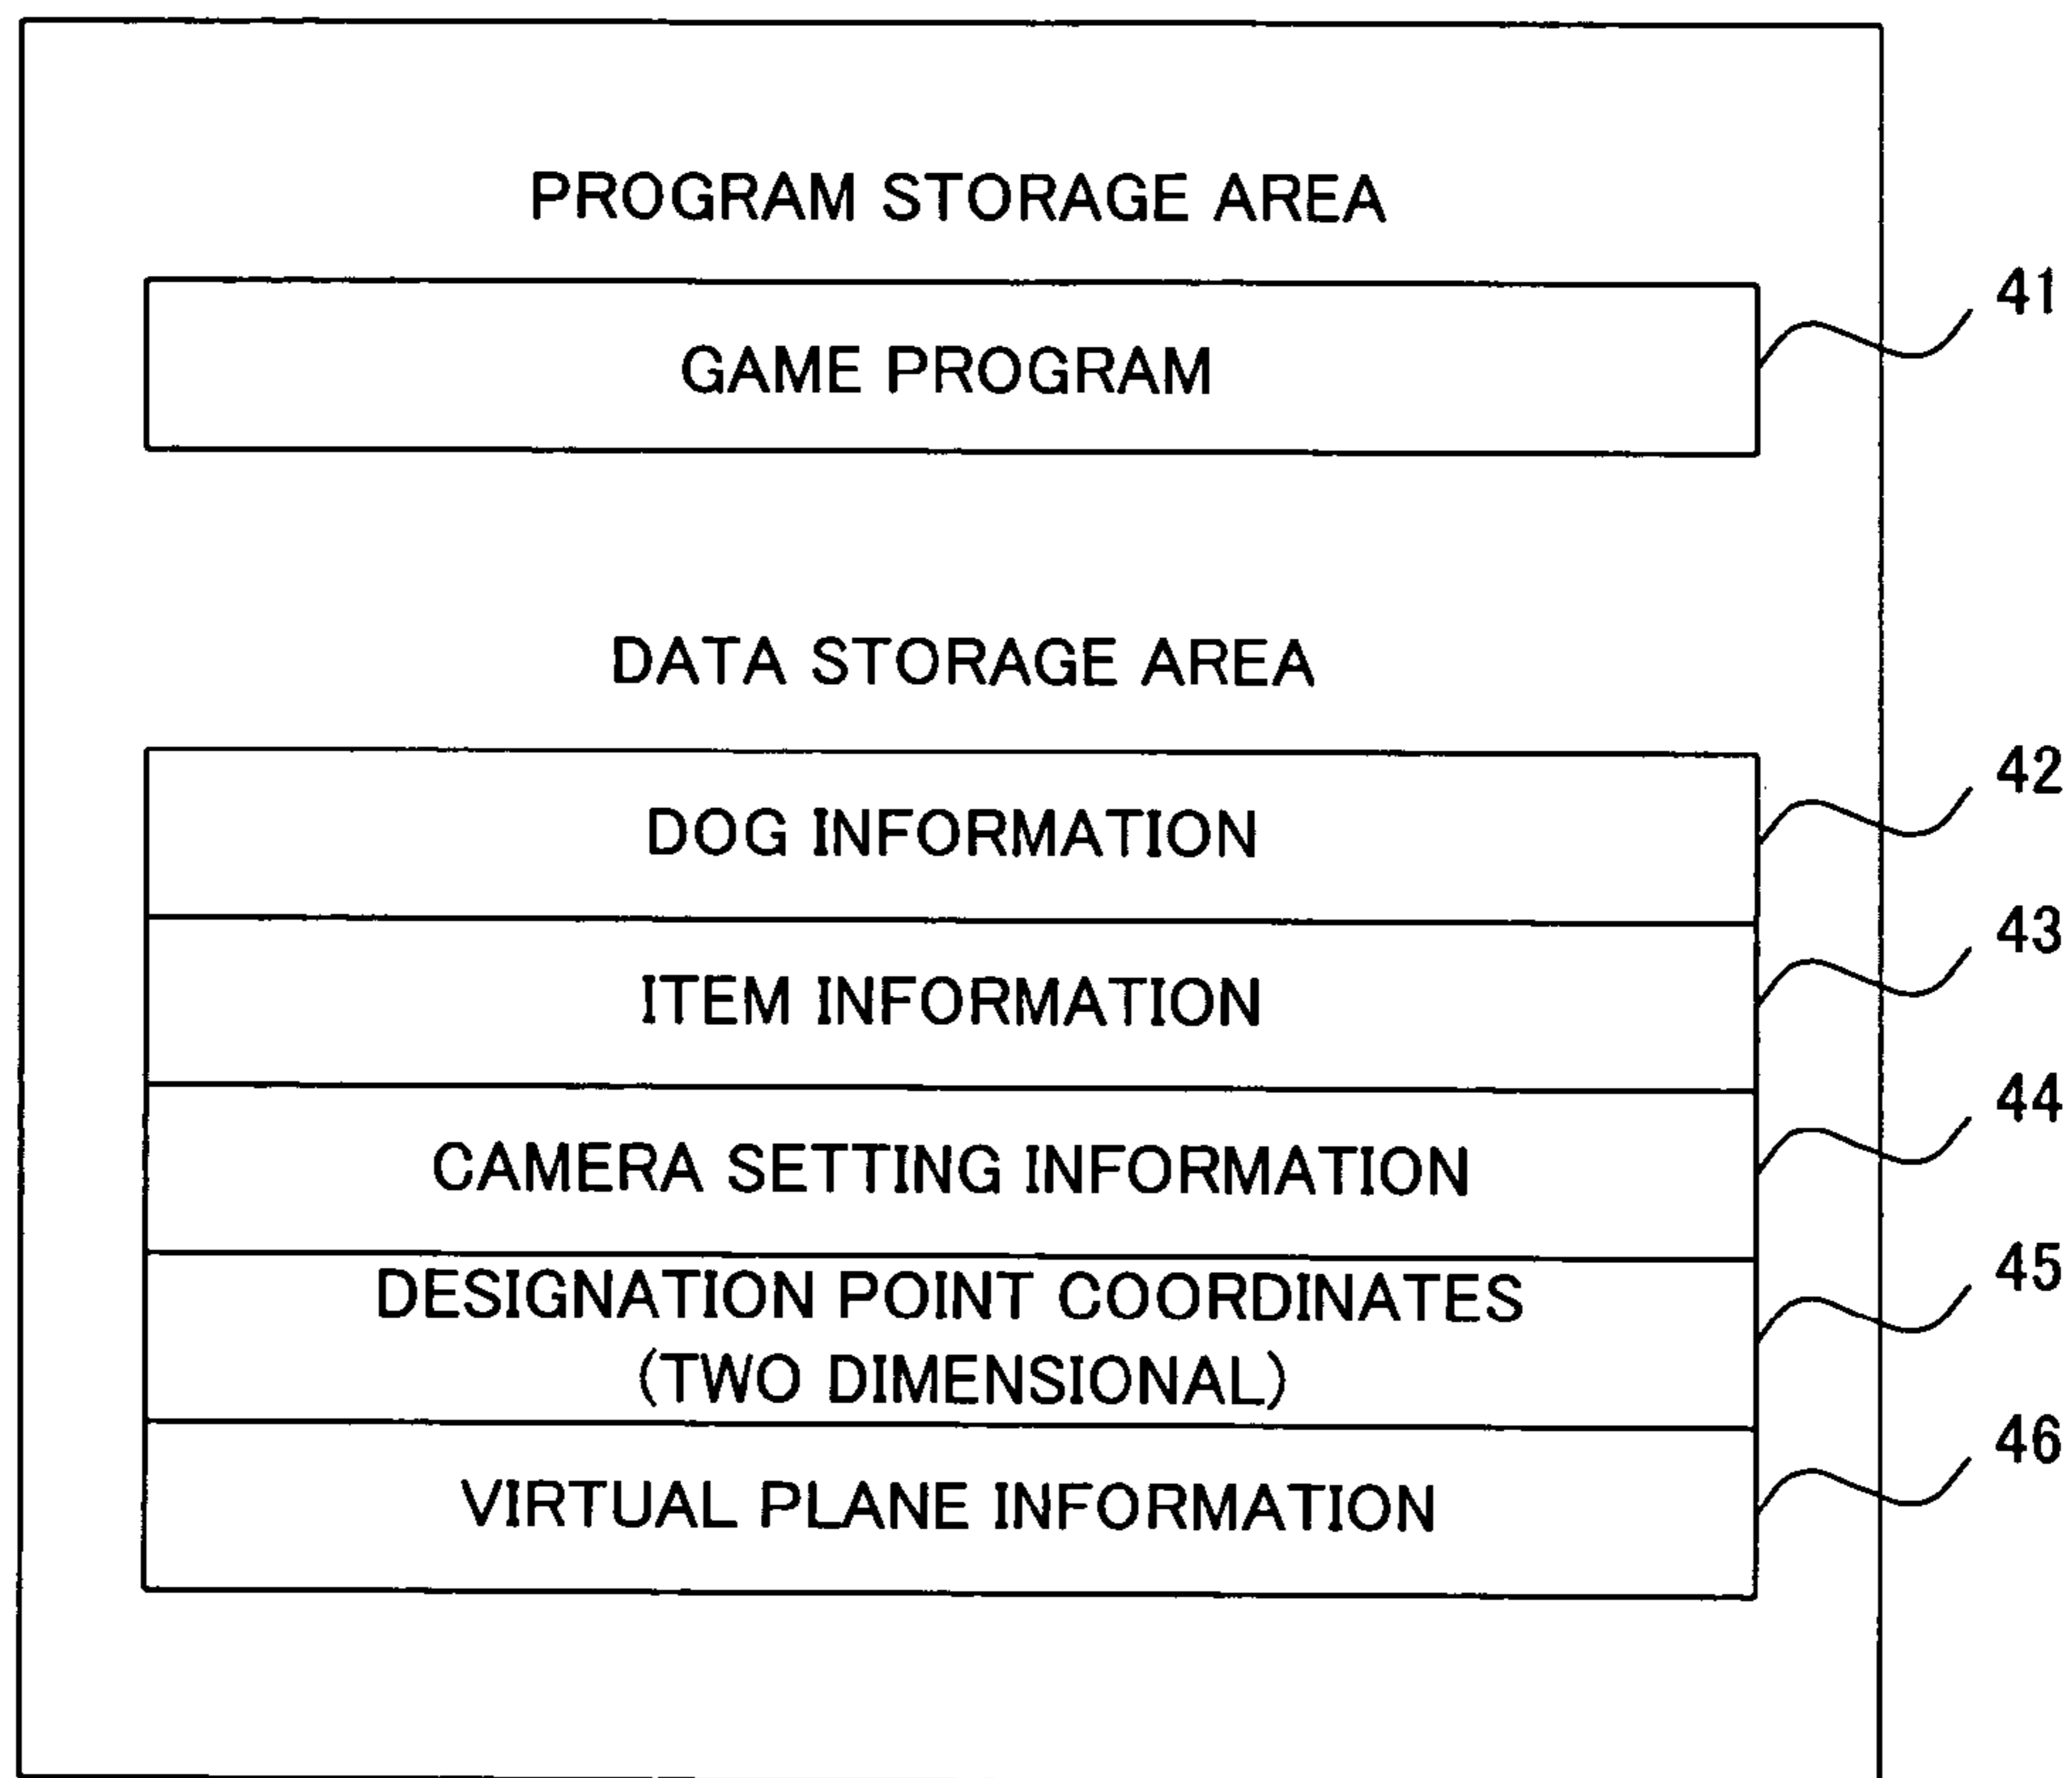 PROGRAM STORAGE AREA
41
GAME PROGRAM
DATA STORAGE AREA
42
DOG INFORMATION
43
ITEM INFORMATION
44
CAMERA SETTING INFORMATION
45
DESIGNATION POINT COORDINATES
(TWO DIMENSIONAL)
46
VIRTUAL PLANE INFORMATION